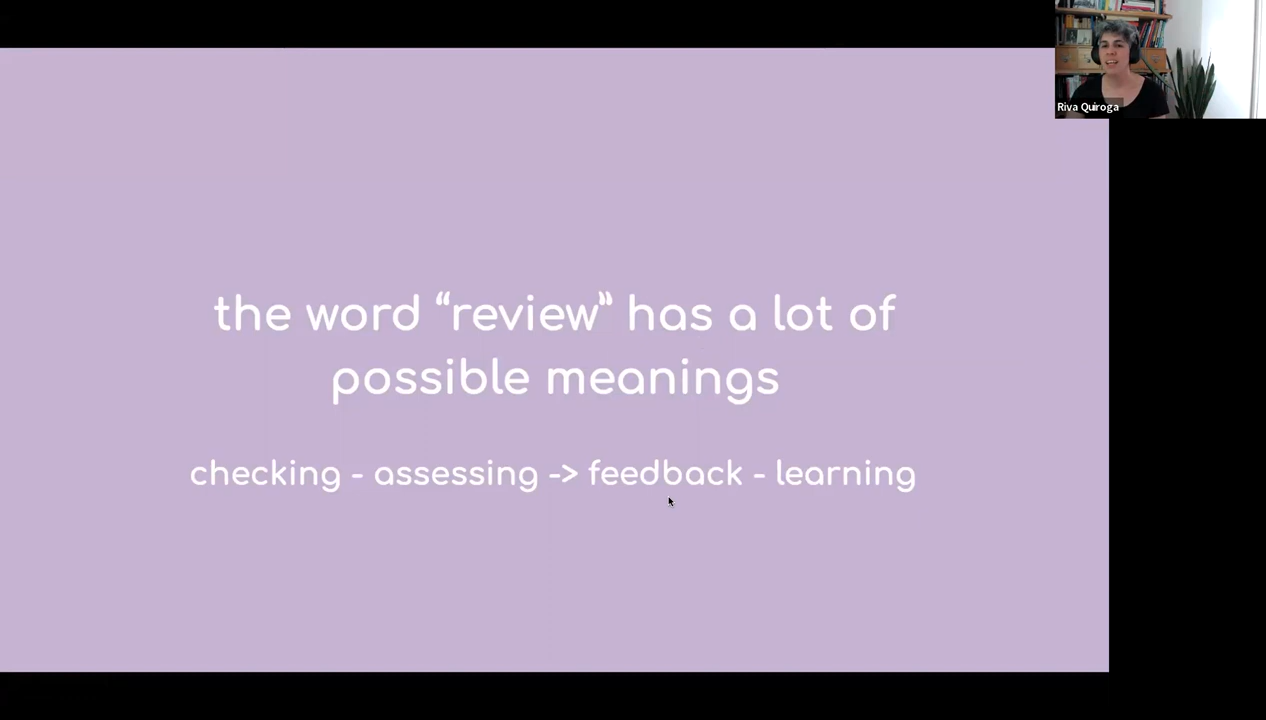 Riva Quiroga
the word “review” has a lot of
possible meanings
checking - assessing -> feedback - learning